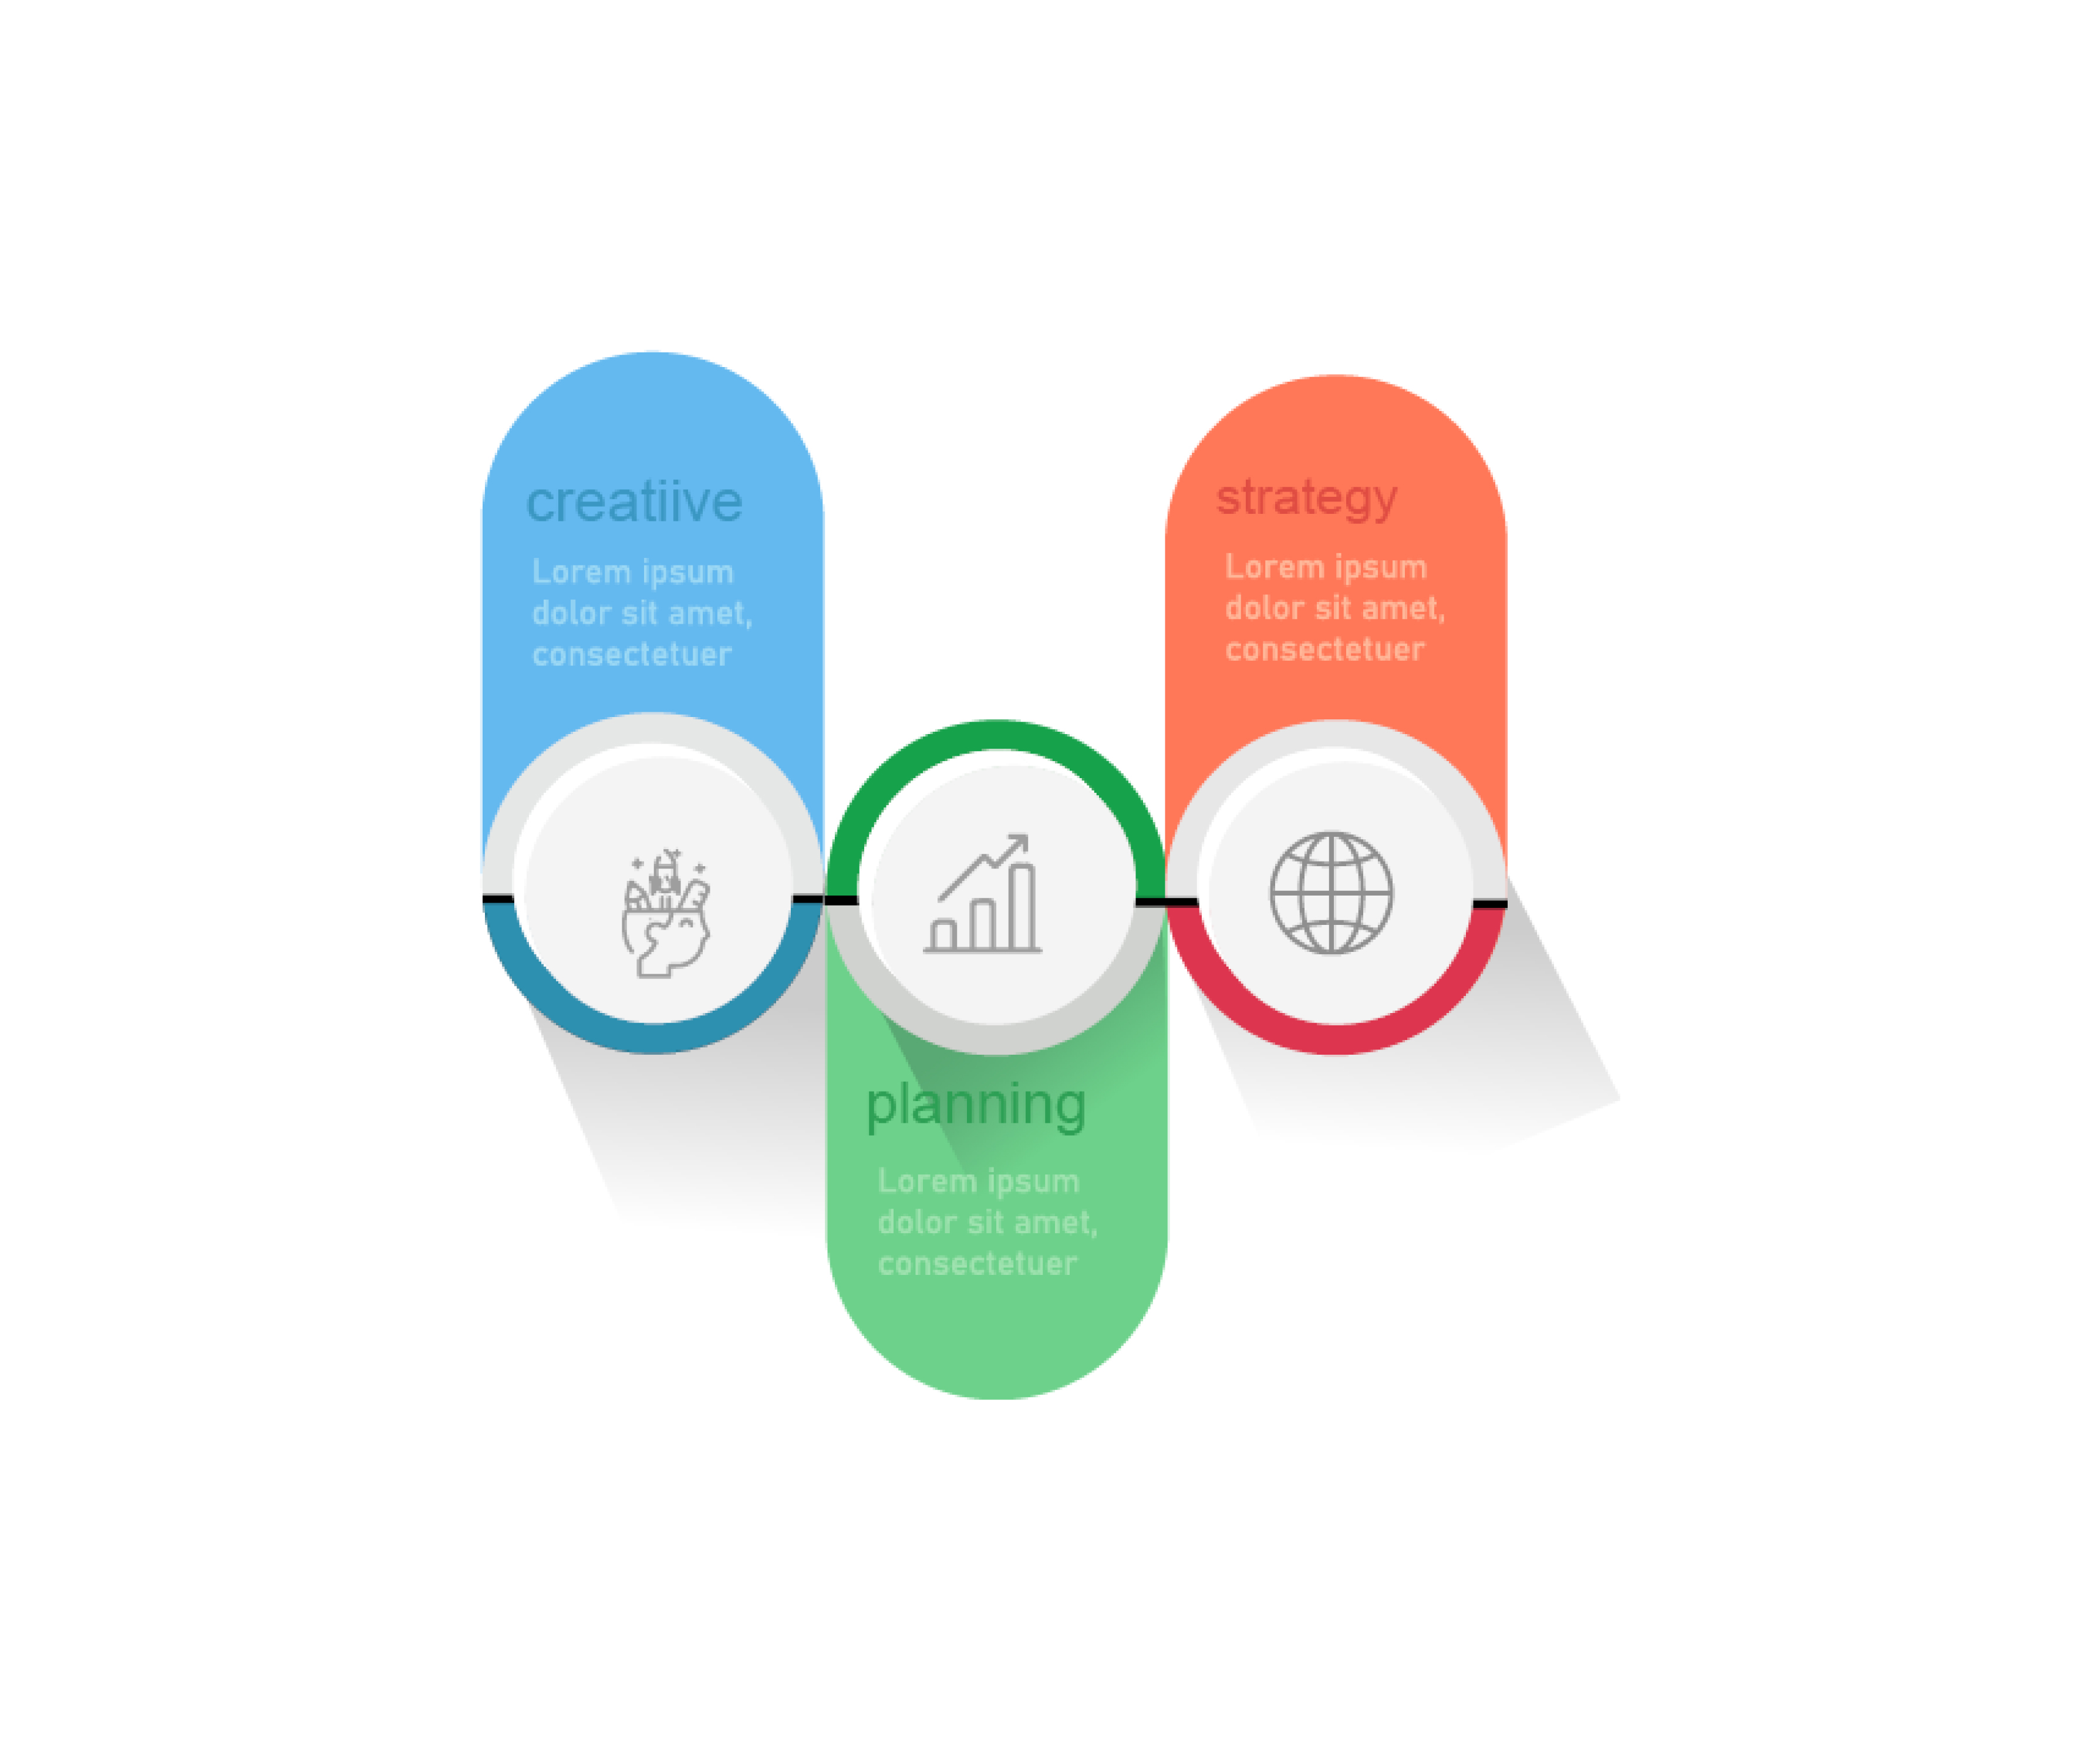 creatiive
Lorem ipsum
dolor sit amet,
consectetuer
strategy
Lorem ipsum
dolor sit amet,
consectetuer
planning
Lorem ipsum
dolor sit amet,
consectetuer